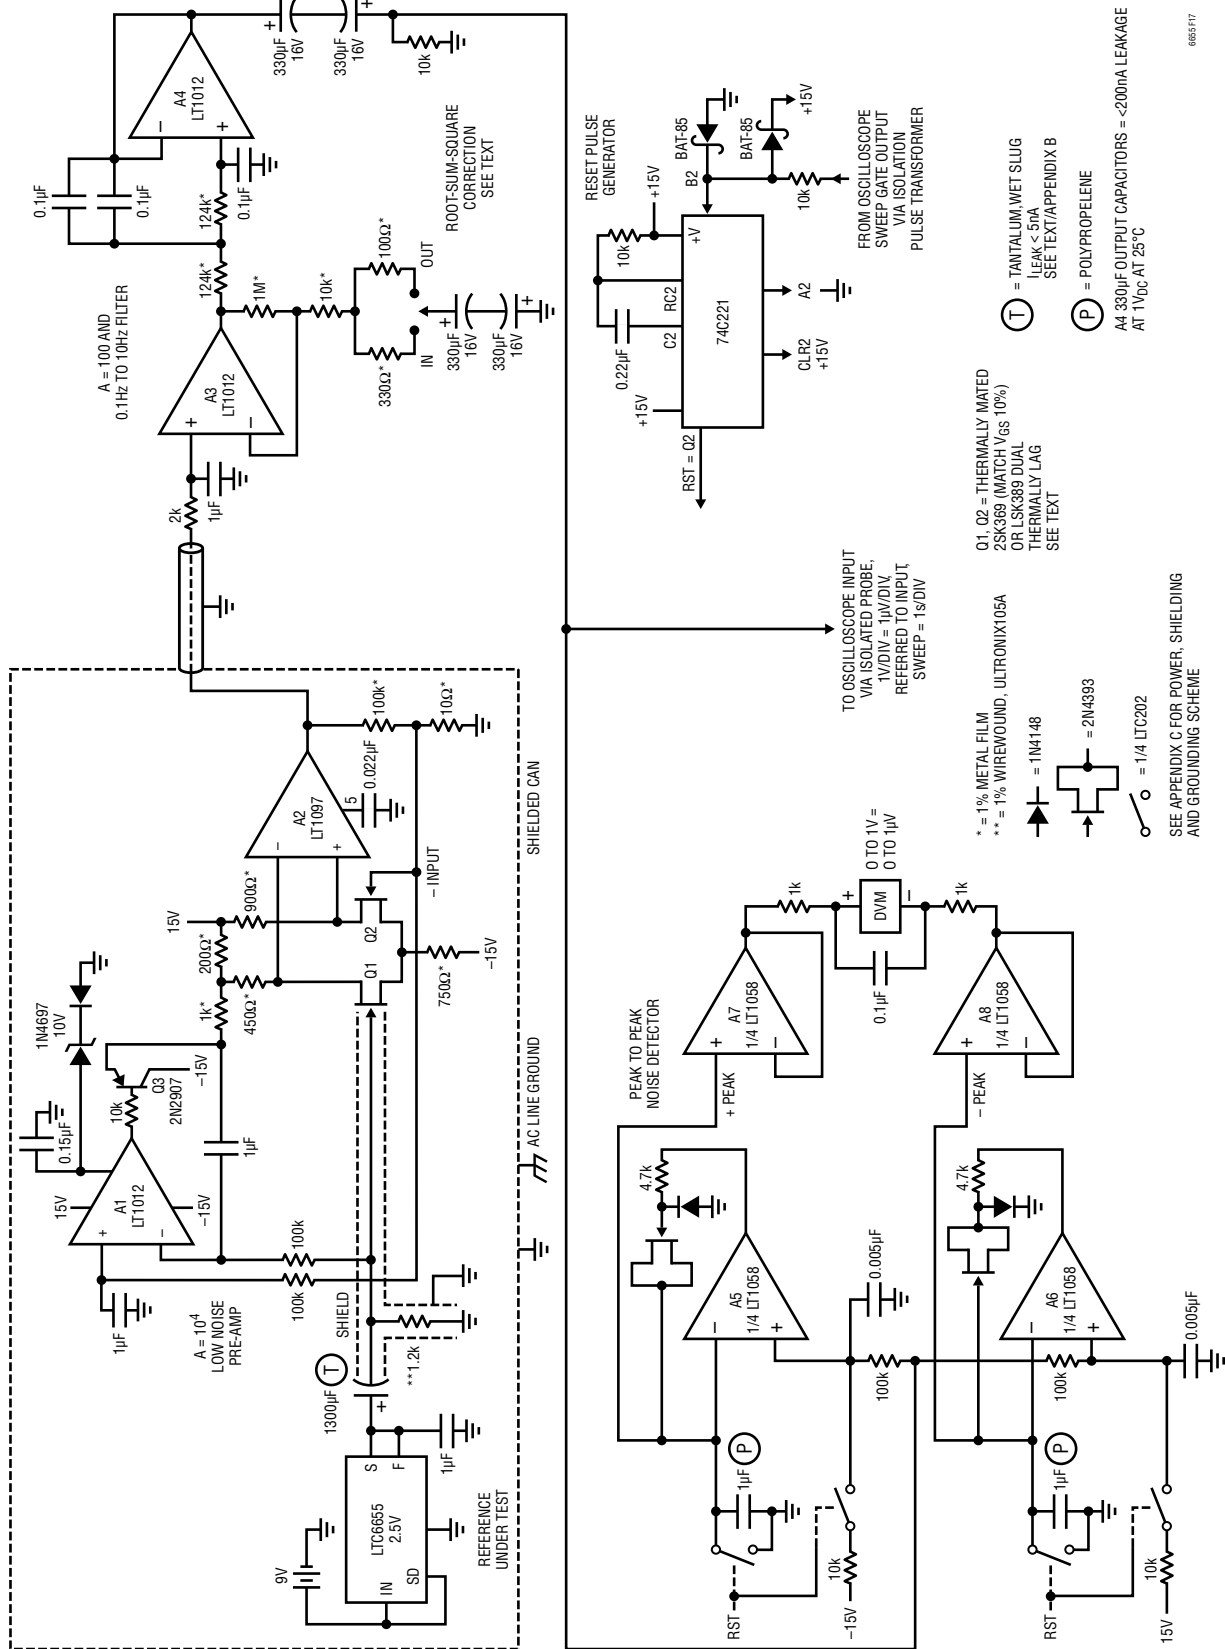 9V
IN
LTC6655
2.5V
SD
S
F
REFERENCE
UNDER TEST
1µF
1300µF
T
+
**1.2k
SHIELD
A = 10⁴
LOW NOISE
PRE-AMP
1µF
100k
100k
15V
+
–
A1
LT1012
–15V
0.15µF
1µF
10k
1N4697
10V
Q3
2N2907
–15V
1k*
450Ω*
200Ω*
15V
900Ω*
Q1
Q2
750Ω*
–15V
– INPUT
–
+
A2
LT1097
5
0.022µF
100k*
10Ω*
SHIELDED CAN
AC LINE GROUND
2k
1µF
A = 100 AND
0.1Hz TO 10Hz FILTER
+
–
A3
LT1012
1M*
10k*
330Ω*
100Ω*
IN
OUT
+
330µF
16V
330µF
16V
+
ROOT-SUM-SQUARE
CORRECTION
SEE TEXT
124k*
124k*
0.1µF
0.1µF
0.1µF
–
+
A4
LT1012
+
330µF
16V
330µF
16V
+
10k
RST
1µF
P
10k
–15V
–
+
A5
1/4 LT1058
4.7k
100k
0.005µF
+ PEAK
PEAK TO PEAK
NOISE DETECTOR
+
–
A7
1/4 LT1058
1k
+
DVM
–
0 TO 1V =
0 TO 1µV
0.1µF
1k
RST
1µF
P
10k
15V
–
+
A6
1/4 LT1058
4.7k
100k
0.005µF
– PEAK
+
–
A8
1/4 LT1058
TO OSCILLOSCOPE INPUT
VIA ISOLATED PROBE,
1V/DIV = 1µV/DIV,
REFERRED TO INPUT,
SWEEP = 1s/DIV
RST = Q2
+15V
0.22µF
C2
RC2
+V
10k
+15V
RESET PULSE
GENERATOR
74C221
CLR2
+15V
A2
B2
BAT-85
BAT-85
+15V
10k
FROM OSCILLOSCOPE
SWEEP GATE OUTPUT
VIA ISOLATION
PULSE TRANSFORMER
* = 1% METAL FILM
** = 1% WIREWOUND, ULTRONIX105A
= 1N4148
= 2N4393
= 1/4 LTC202
SEE APPENDIX C FOR POWER, SHIELDING
AND GROUNDING SCHEME
Q1, Q2 = THERMALLY MATED
2SK369 (MATCH VGS 10%)
OR LSK389 DUAL
THERMALLY LAG
SEE TEXT
T = TANTALUM,WET SLUG
ILEAK < 5nA
SEE TEXT/APPENDIX B
P = POLYPROPELENE
A4 330µF OUTPUT CAPACITORS = <200nA LEAKAGE
AT 1VDC AT 25°C
6655 F17